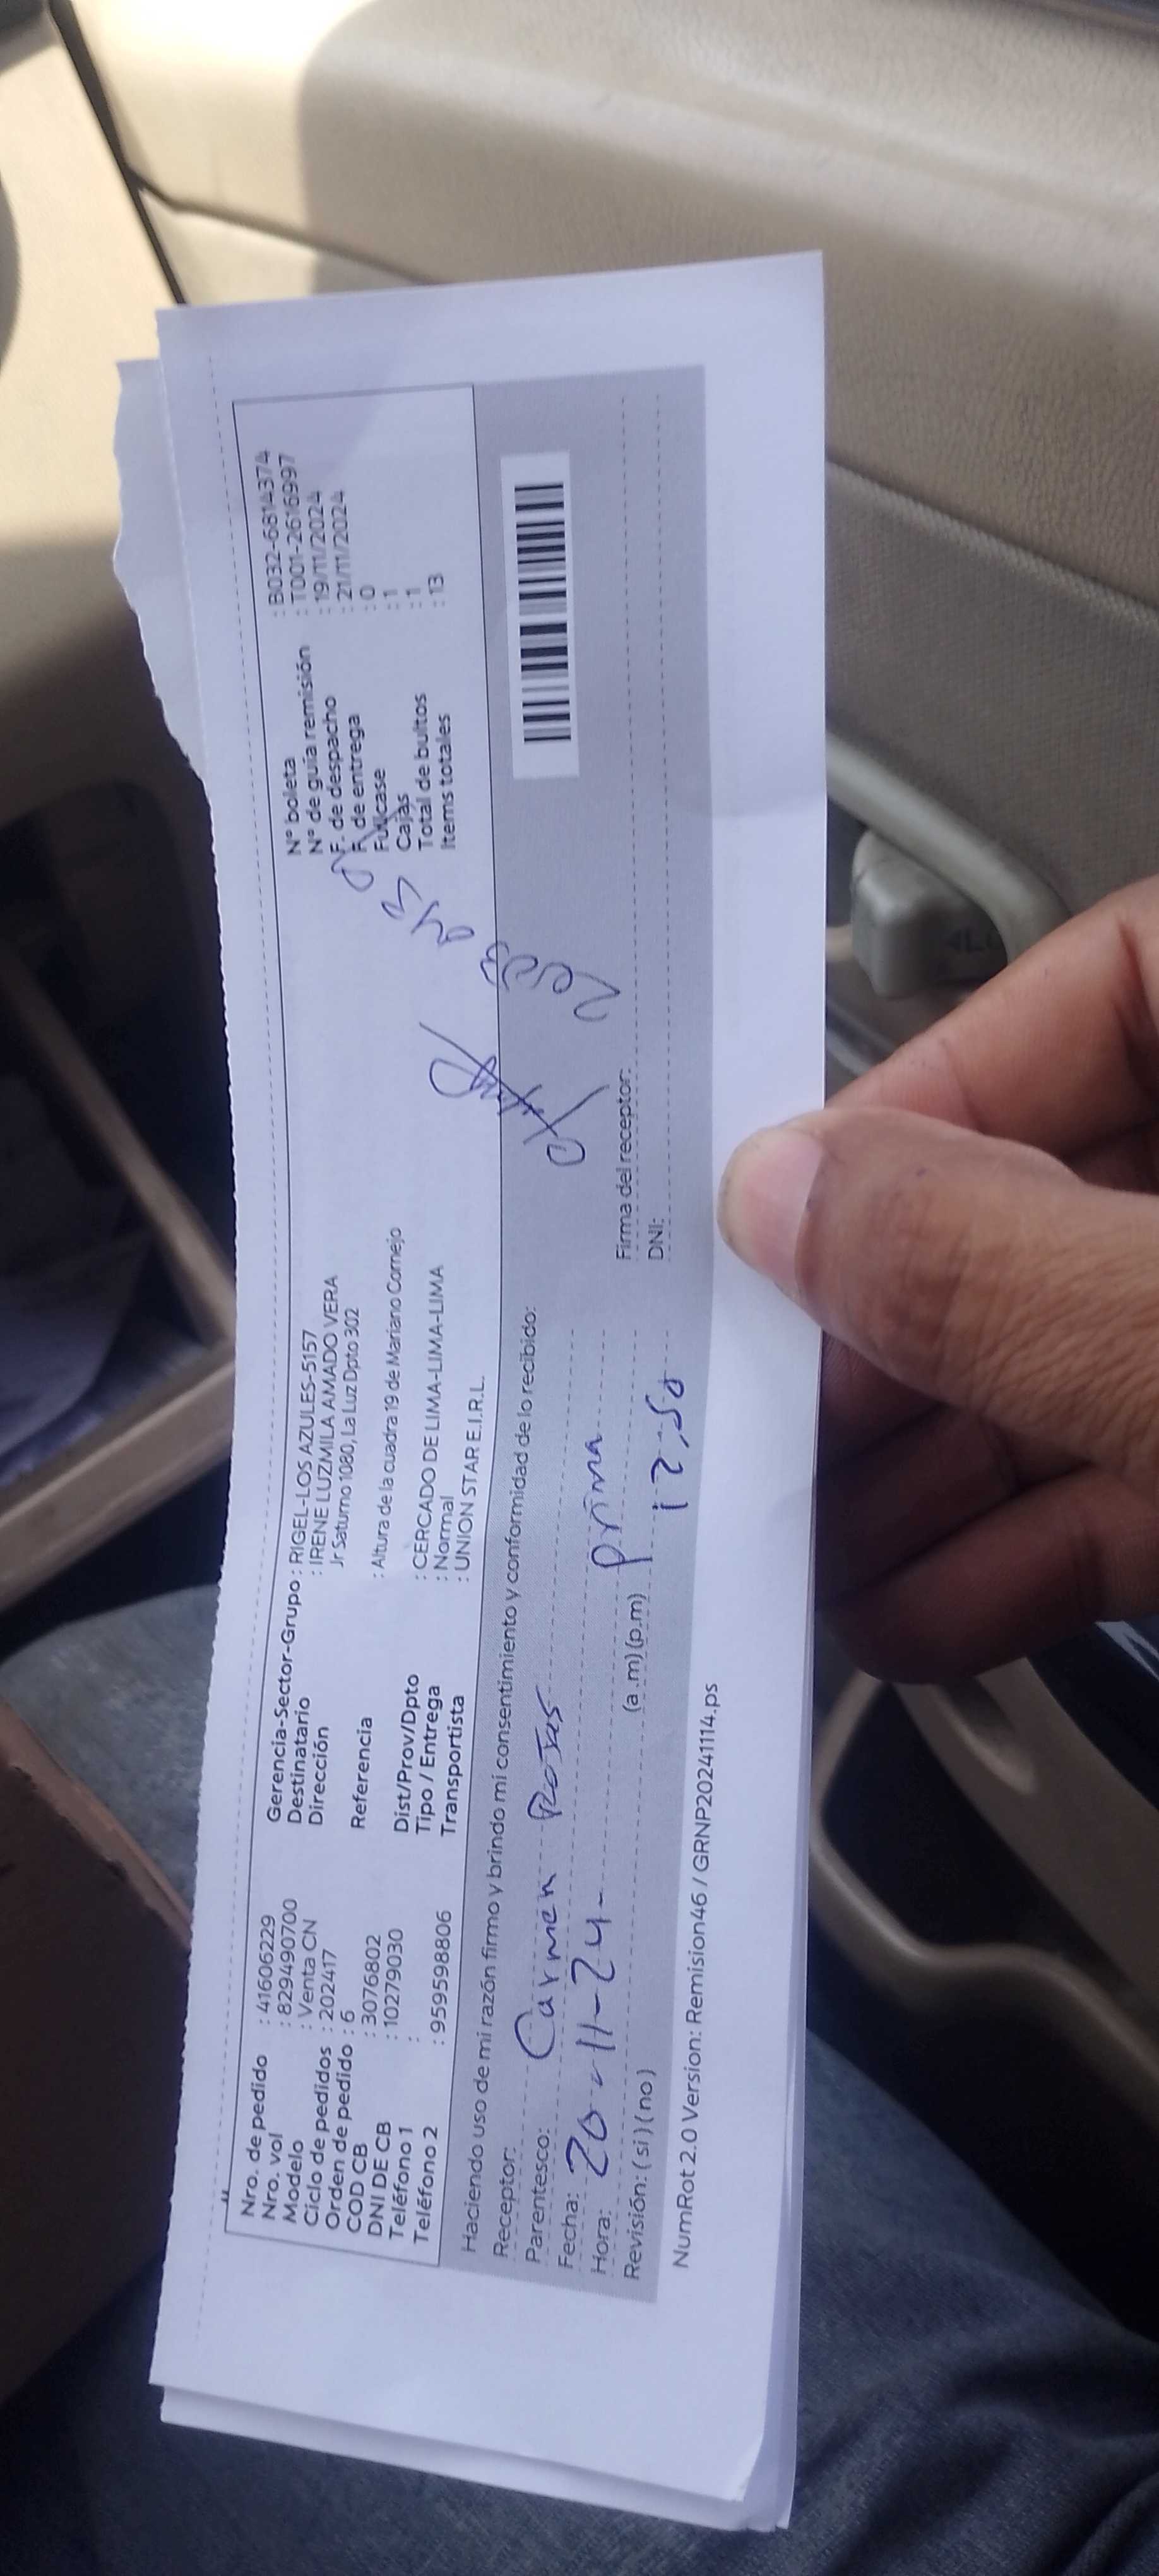 Nro. de pedido : 41606229
Nro. vol : 829490700
Modelo : Venta CN
Ciclo de pedidos : 202417
Orden de pedido : 6
COD CB : 3076802
DNI DE CB : 10279030
Teléfono 1 :
Teléfono 2 : 959598806
Gerencia-Sector-Grupo : RIGEL-LOS AZULES-5157
Destinatario : IRENE LUZMILA AMADO VERA
Dirección Jr Saturno 1080, La Luz Dpto 302
Referencia : Altura de la cuadra 19 de Mariano Cornejo
Dist/Prov/Dpto : CERCADO DE LIMA-LIMA-LIMA
Tipo / Entrega : Normal
Transportista : UNION STAR E.I.R.L.
N° boleta : B032-6814374
N° de guía remisión : T001-2616997
F. de despacho : 19/11/2024
F. de entrega : 21/11/2024
Fullcase : 0
Cajas : 1
Total de bultos : 1
Items totales : 13
Haciendo uso de mi razón firmo y brindo mi consentimiento y conformidad de lo recibido:
Receptor: Carmen Rojas
Parentesco: prima
Fecha: 20-11-24-
Hora: (a.m)(p.m) 12:50
Revisión: ( si ) ( no )
Firma del receptor:
DNI:
NumRot 2.0 Version: Remision46 / GRNP20241114.ps